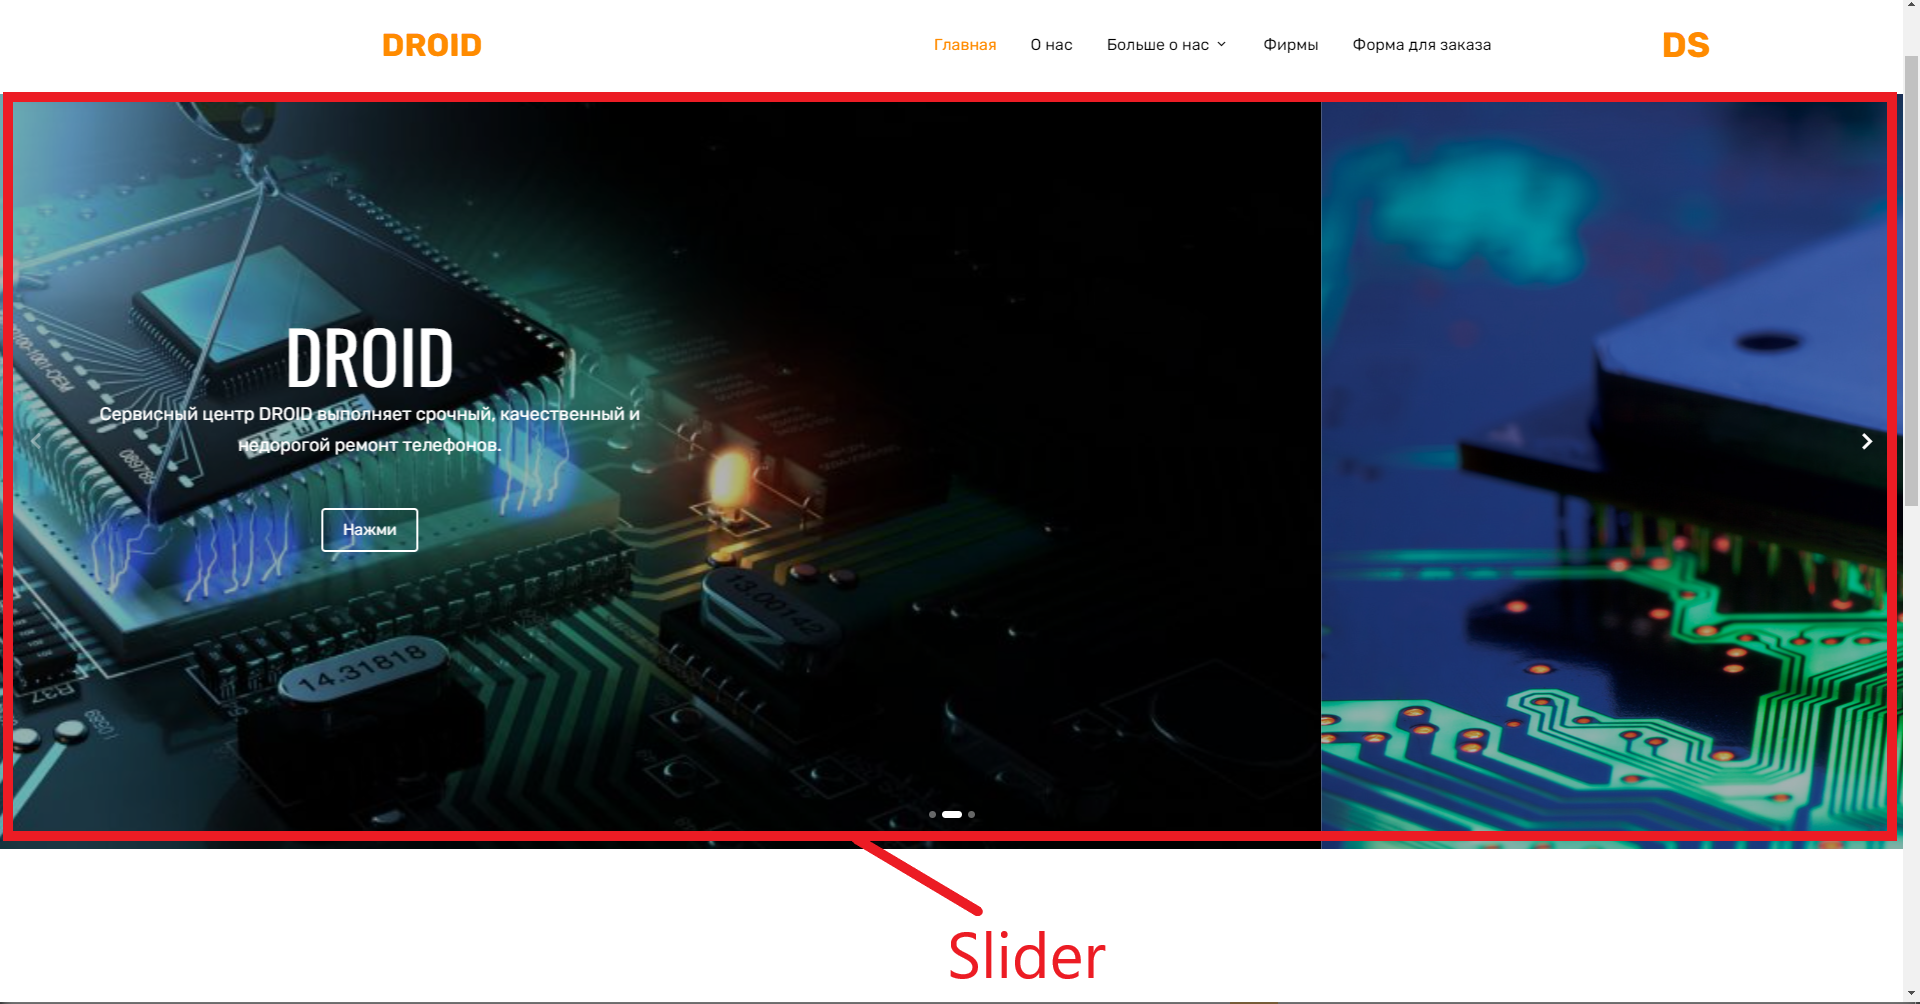 DROID
Главная
О нас
Больше о нас
Фирмы
Форма для заказа
DS
DROID
Сервисный центр DROID выполняет срочный, качественный и
недорогой ремонт телефонов.
Нажми
089789
14.31818
13.00142
R37
Slider